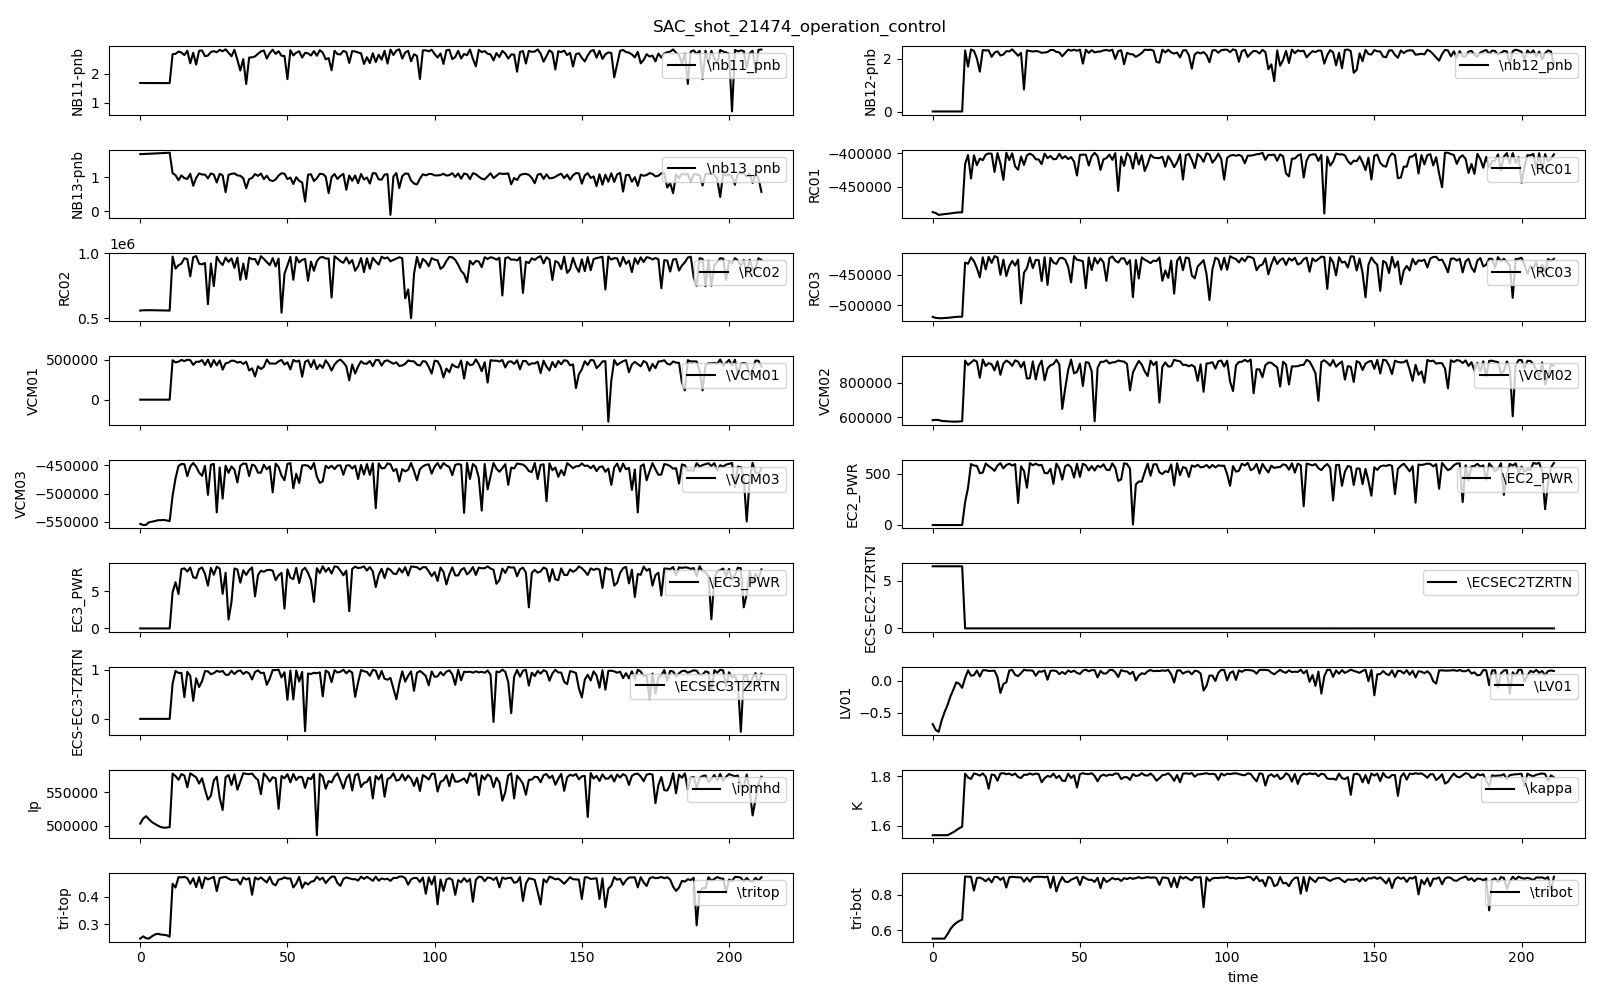 SAC_shot_21474_operation_control
NB11-pnb
2
1
\nb11_pnb
NB12-pnb
2
0
\nb12_pnb
NB13-pnb
1
0
\nb13_pnb
RC01
−400000
−450000
\RC01
1e6
RC02
1.0
0.5
\RC02
RC03
−450000
−500000
\RC03
VCM01
500000
0
\VCM01
VCM02
800000
600000
\VCM02
VCM03
−450000
−500000
−550000
\VCM03
EC2_PWR
500
0
\EC2_PWR
EC3_PWR
5
0
\EC3_PWR
ECS-EC2-TZRTN
5
0
\ECSEC2TZRTN
ECS-EC3-TZRTN
1
0
\ECSEC3TZRTN
LV01
0.0
−0.5
\LV01
Ip
550000
500000
\ipmhd
K
1.8
1.6
\kappa
tri-top
0.4
0.3
\tritop
0 50 100 150 200
tri-bot
0.8
0.6
\tribot
0 50 100 150 200
time